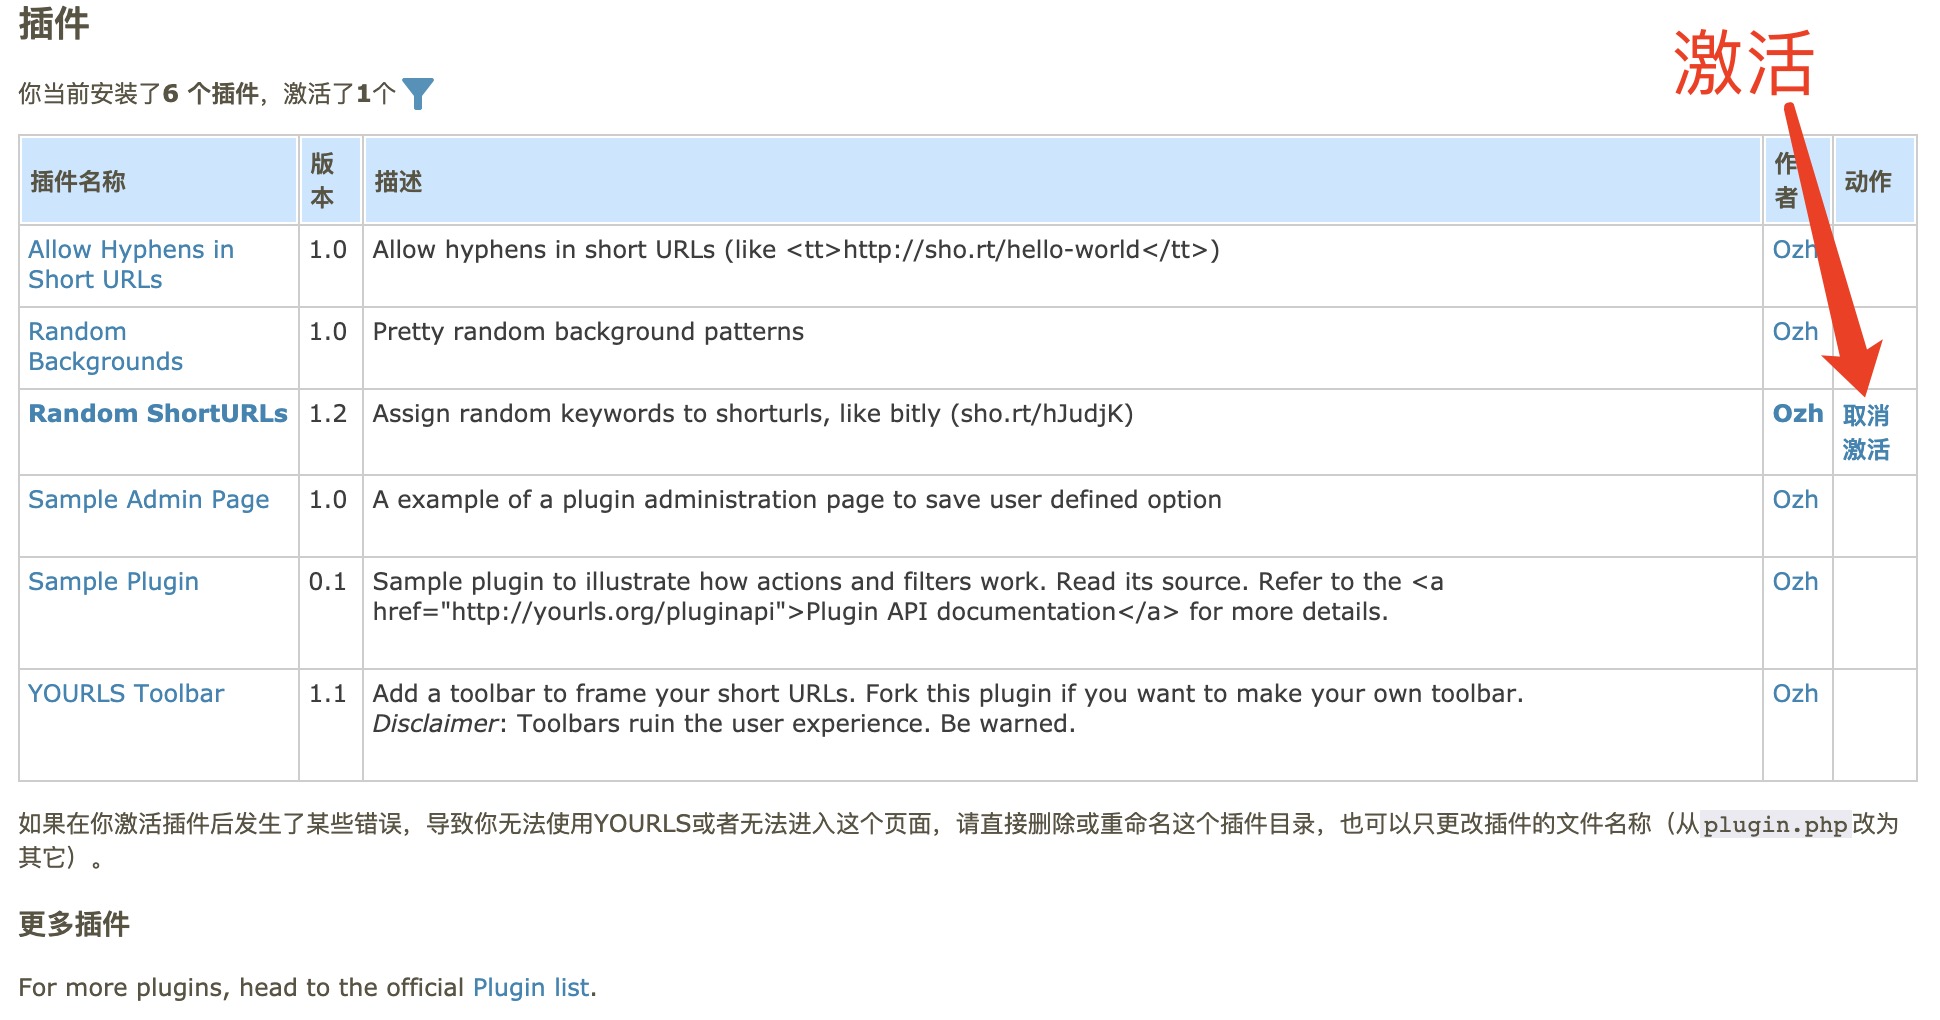 插件
激活
你当前安装了6 个插件，激活了1个
插件名称 版本 描述 作者 动作
Allow Hyphens in Short URLs 1.0 Allow hyphens in short URLs (like <tt>http://sho.rt/hello-world</tt>) Ozh
Random Backgrounds 1.0 Pretty random background patterns Ozh
Random ShortURLs 1.2 Assign random keywords to shorturls, like bitly (sho.rt/hJudjK) Ozh 取消激活
Sample Admin Page 1.0 A example of a plugin administration page to save user defined option Ozh
Sample Plugin 0.1 Sample plugin to illustrate how actions and filters work. Read its source. Refer to the <a
href="http://yourls.org/pluginapi">Plugin API documentation</a> for more details. Ozh
YOURLS Toolbar 1.1 Add a toolbar to frame your short URLs. Fork this plugin if you want to make your own toolbar. Ozh
Disclaimer: Toolbars ruin the user experience. Be warned.
如果在你激活插件后发生了某些错误，导致你无法使用YOURLS或者无法进入这个页面，请直接删除或重命名这个插件目录，也可以只更改插件的文件名称（从plugin.php改为
其它）。
更多插件
For more plugins, head to the official Plugin list.